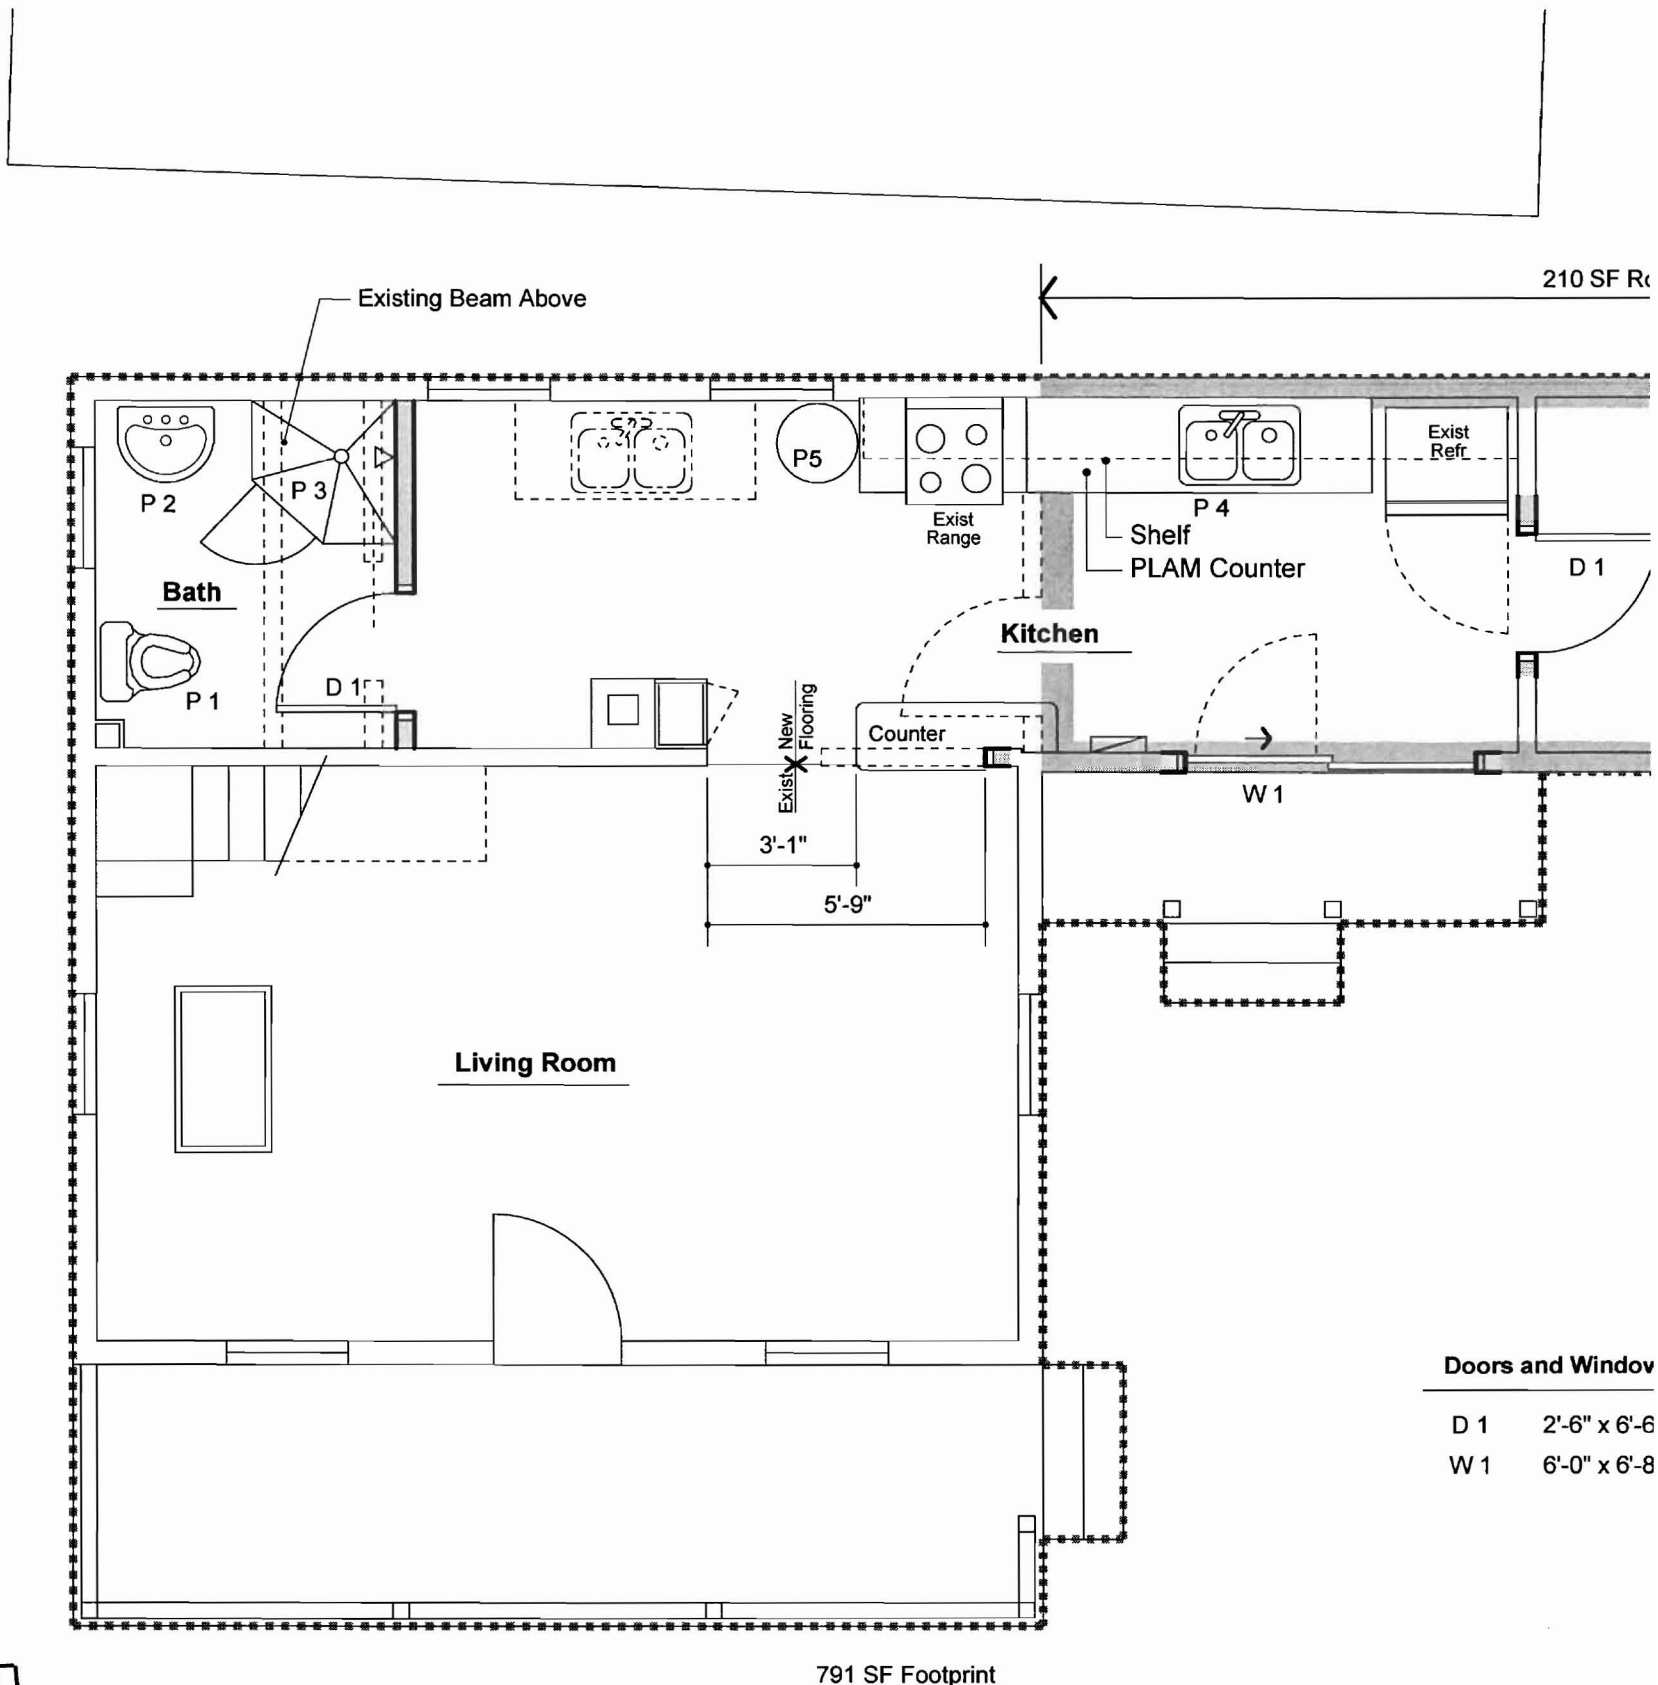 210 SF
Existing Beam Above
P 2
P 3
P5
Exist
Range
P 4
Exist
Refr
Shelf
PLAM Counter
D 1
Bath
Kitchen
P 1
D 1
Counter
Exist
New
Flooring
W 1
3'-1"
5'-9"
Living Room
Doors and
D 1 2'-6" x 6'-6
W 1 6'-0" x 6'-8
791 SF Footprint